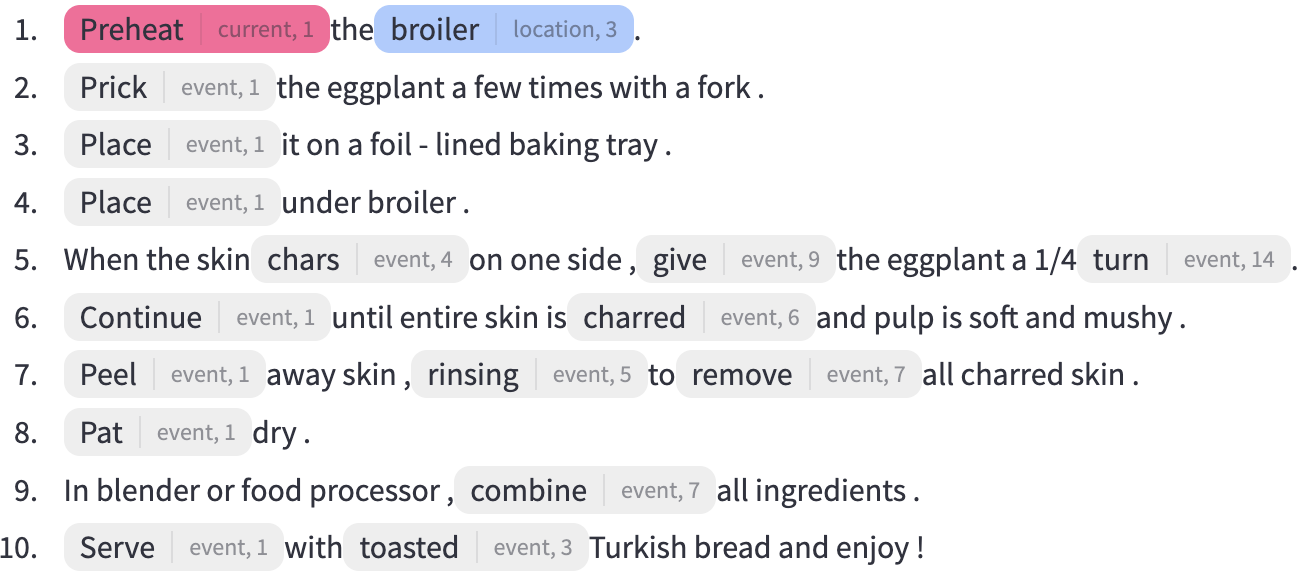 1. Preheat current, 1 the broiler location, 3 .
2. Prick event, 1 the eggplant a few times with a fork .
3. Place event, 1 it on a foil - lined baking tray .
4. Place event, 1 under broiler .
5. When the skin chars event, 4 on one side , give event, 9 the eggplant a 1/4 turn event, 14 .
6. Continue event, 1 until entire skin is charred event, 6 and pulp is soft and mushy .
7. Peel event, 1 away skin , rinsing event, 5 to remove event, 7 all charred skin .
8. Pat event, 1 dry .
9. In blender or food processor , combine event, 7 all ingredients .
10. Serve event, 1 with toasted event, 3 Turkish bread and enjoy !